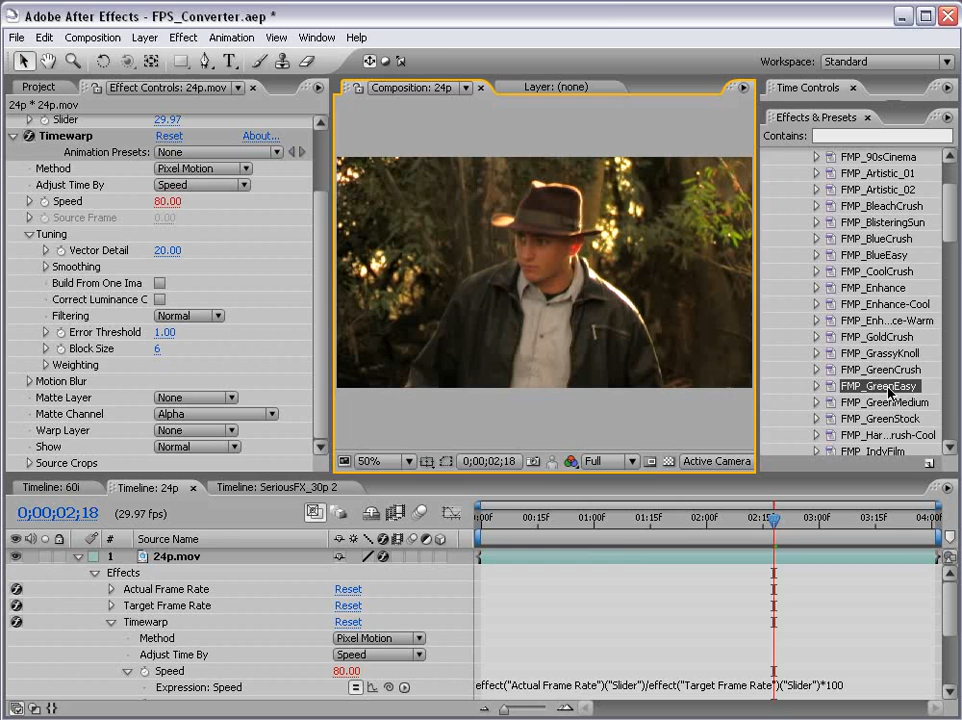 Adobe After Effects - FPS_Converter.aep *
File Edit Composition Layer Effect Animation View Window Help
Workspace: Standard
Project Effect Controls: 24p.mov
24p * 24p.mov
Slider 29.97
Timewarp Reset About...
Animation Presets: None
Method Pixel Motion
Adjust Time By Speed
Speed 80.00
Source Frame 0.00
Tuning
Vector Detail 20.00
Smoothing
Build From One Ima
Correct Luminance C
Filtering Normal
Error Threshold 1.00
Block Size 6
Weighting
Motion Blur
Matte Layer None
Matte Channel Alpha
Warp Layer None
Show Normal
Source Crops
Composition: 24p Layer: (none)
50% 0;00;02;18 Full Active Camera
Time Controls
Effects & Presets
Contains:
FMP_90sCinema
FMP_Artistic_01
FMP_Artistic_02
FMP_BleachCrush
FMP_BlisteringSun
FMP_BlueCrush
FMP_BlueEasy
FMP_CoolCrush
FMP_Enhance
FMP_Enhance-Cool
FMP_Enh...ce-Warm
FMP_GoldCrush
FMP_GrassyKnoll
FMP_GreenCrush
FMP_GreenEasy
FMP_GreenMedium
FMP_GreenStock
FMP_Har...rush-Cool
FMP_IndyFilm
Timeline: 60i Timeline: 24p Timeline: SeriousFX_30p 2
0;00;02;18 (29.97 fps)
:00f 00:15f 01:00f 01:15f 02:00f 02:15f 03:00f 03:15f 04:00f
# Source Name
1 24p.mov
Effects
Actual Frame Rate Reset
Target Frame Rate Reset
Timewarp Reset
Method Pixel Motion
Adjust Time By Speed
Speed 80.00
Expression: Speed effect("Actual Frame Rate")("Slider")/effect("Target Frame Rate")("Slider")*100